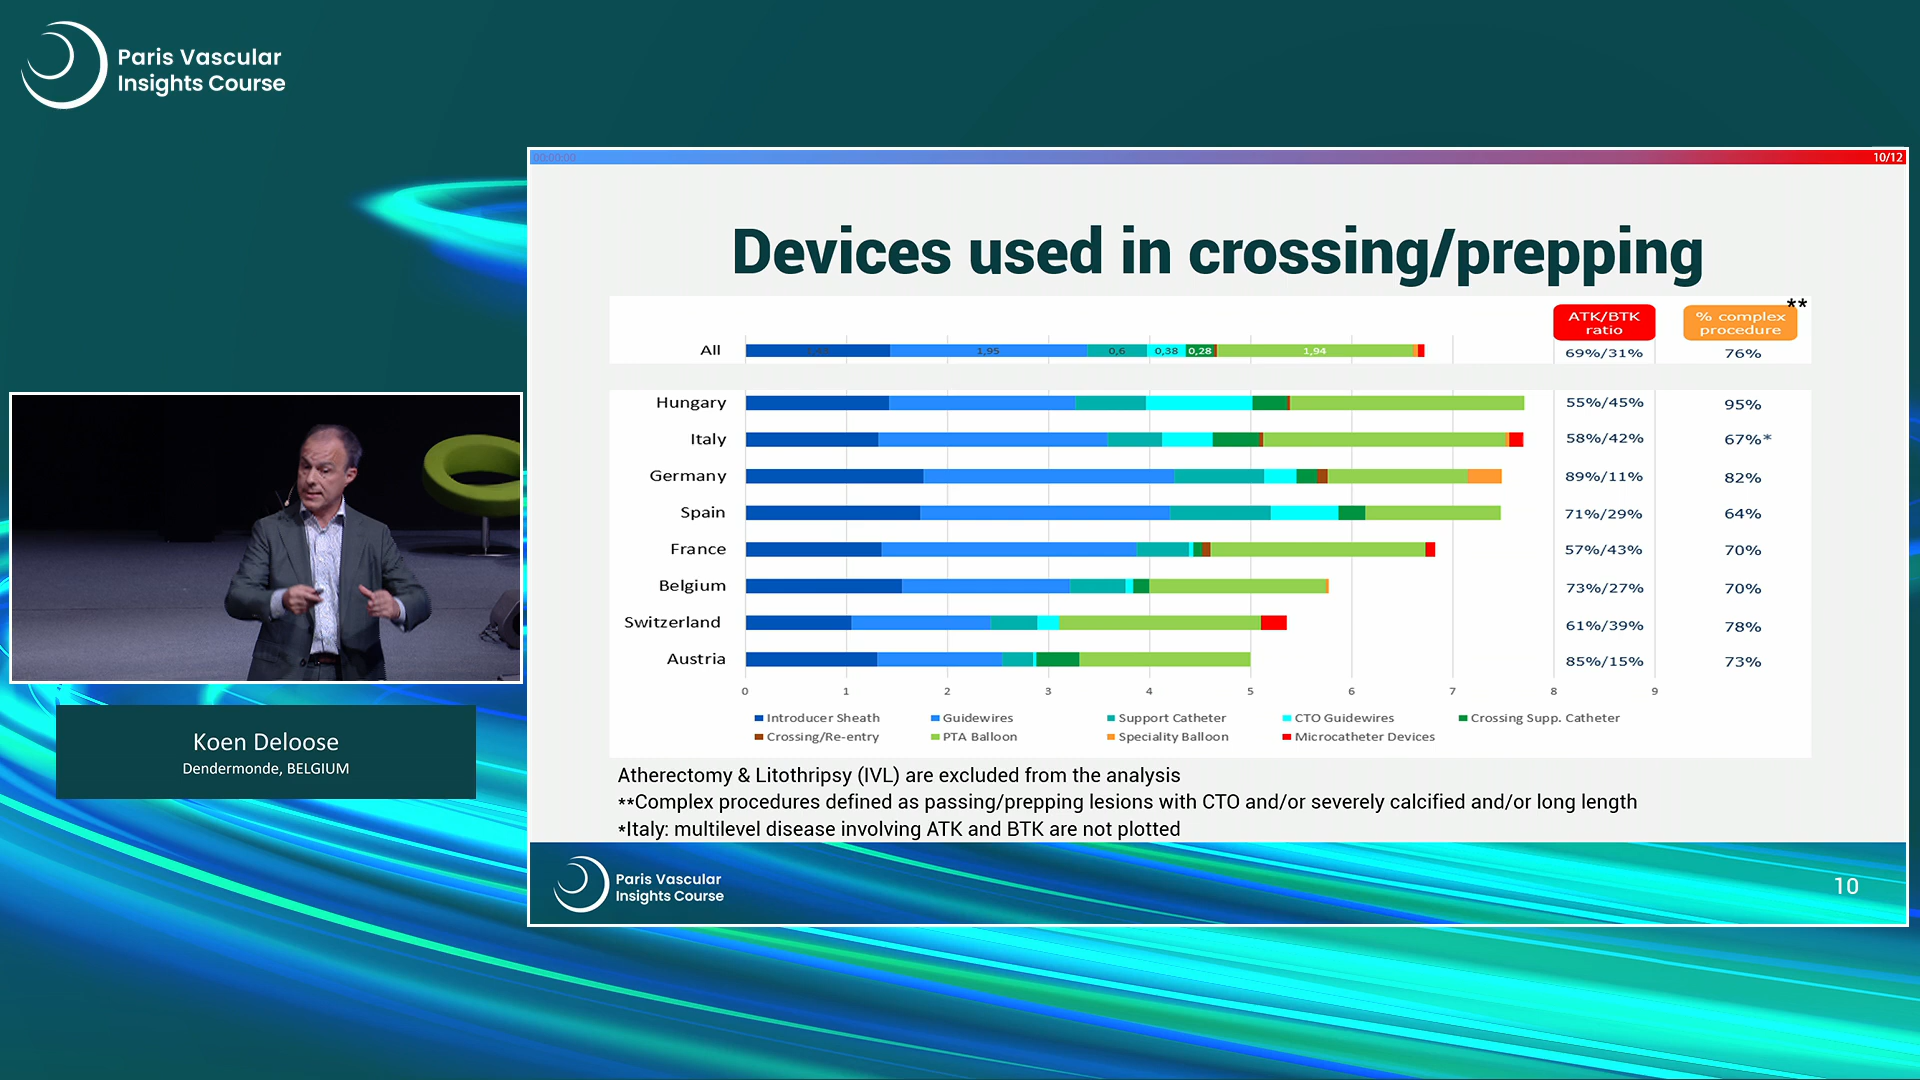 Paris Vascular
Insights Course
00:00:00
10/12
Devices used in crossing/prepping
**
ATK/BTK
ratio
% complex
procedure
All
1,95
0,6
0,38
0,28
1,94
69%/31%
76%
Hungary
55%/45%
95%
Italy
58%/42%
67%*
Germany
89%/11%
82%
Spain
71%/29%
64%
France
57%/43%
70%
Belgium
73%/27%
70%
Switzerland
61%/39%
78%
Austria
85%/15%
73%
0 1 2 3 4 5 6 7 8 9
Introducer Sheath Guidewires Support Catheter CTO Guidewires Crossing Supp. Catheter
Crossing/Re-entry PTA Balloon Speciality Balloon Microcatheter Devices
Atherectomy & Litothripsy (IVL) are excluded from the analysis
**Complex procedures defined as passing/prepping lesions with CTO and/or severely calcified and/or long length
*Italy: multilevel disease involving ATK and BTK are not plotted
Paris Vascular
Insights Course
10
Koen Deloose
Dendermonde, BELGIUM